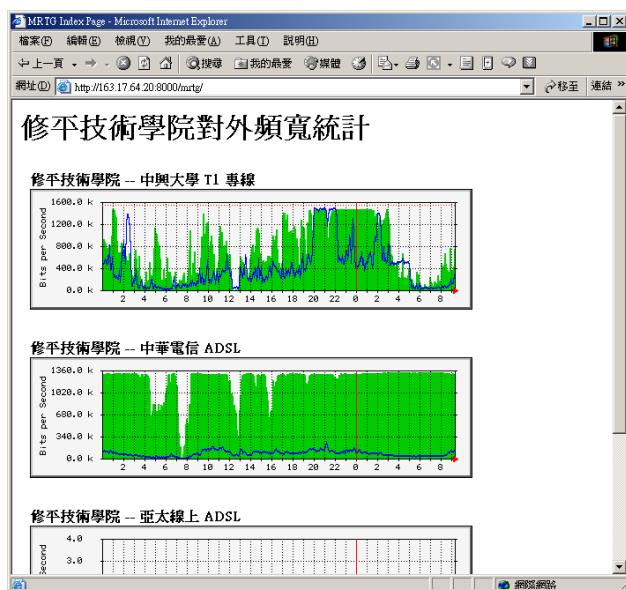 MRTG Index Page - Microsoft Internet Explorer
檔案(F) 編輯(E) 檢視(V) 我的最愛(A) 工具(T) 說明(H)
上一頁 搜尋 我的最愛 媒體
網址(D) http://163.17.64.20:8000/mrtg/ 移至 連結 »
修平技術學院對外頻寬統計
修平技術學院 -- 中興大學 T1 專線
Bits per Second
1600.0 k
1200.0 k
800.0 k
400.0 k
0.0 k
2 4 6 8 10 12 14 16 18 20 22 0 2 4 6 8
修平技術學院 -- 中華電信 ADSL
Bits per Second
1360.0 k
1020.0 k
680.0 k
340.0 k
0.0 k
2 4 6 8 10 12 14 16 18 20 22 0 2 4 6 8
修平技術學院 -- 亞太線上 ADSL
4.0
3.0
網際網路